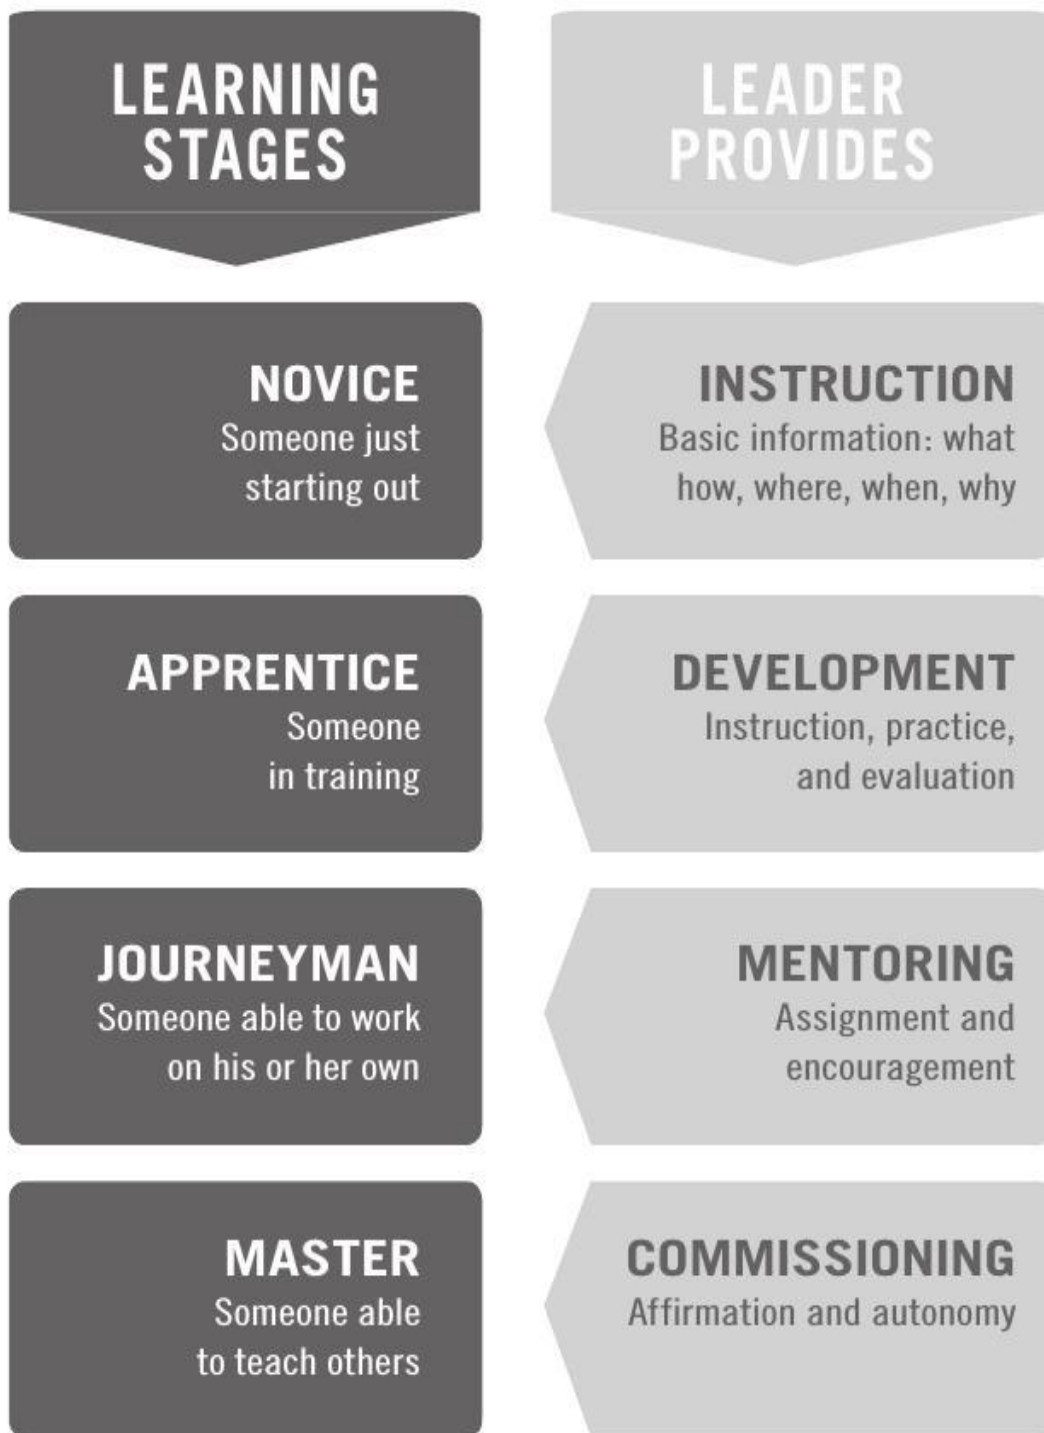 LEARNING
STAGES
LEADER
PROVIDES
NOVICE
Someone just
starting out
INSTRUCTION
Basic information: what
how, where, when, why
APPRENTICE
Someone
in training
DEVELOPMENT
Instruction, practice,
and evaluation
JOURNEYMAN
Someone able to work
on his or her own
MENTORING
Assignment and
encouragement
MASTER
Someone able
to teach others
COMMISSIONING
Affirmation and autonomy